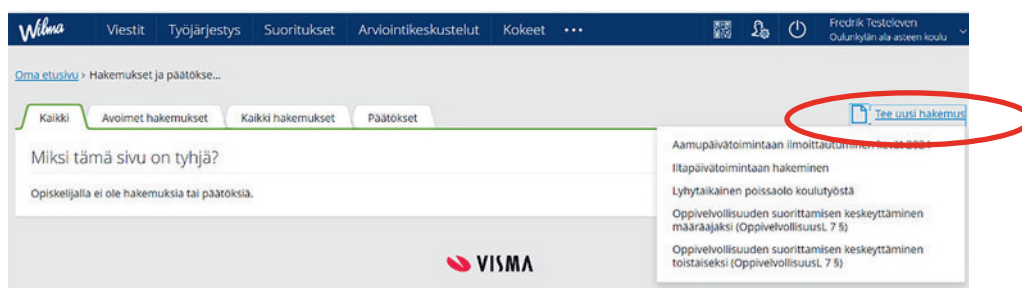 Wilma Viestit Työjärjestys Suoritukset Arviointikeskustelut Kokeet ••• Fredrik Testeleven
Oulunkylän ala-asteen koulu
Oma etusivu > Hakemukset ja päätökse...
Kaikki Avoimet hakemukset Kaikki hakemukset Päätökset Tee uusi hakemus
Miksi tämä sivu on tyhjä?
Opiskelijalla ei ole hakemuksia tai päätöksiä.
Aamupäivätoimintaan ilmoittautuminen kevät 2024
Iltapäivätoimintaan hakeminen
Lyhytaikainen poissaolo koulutyöstä
Oppivelvollisuuden suorittamisen keskeyttäminen
määräajaksi (OppivelvollisuusL 7 §)
Oppivelvollisuuden suorittamisen keskeyttäminen
toistaiseksi (OppivelvollisuusL 7 §)
VISMA